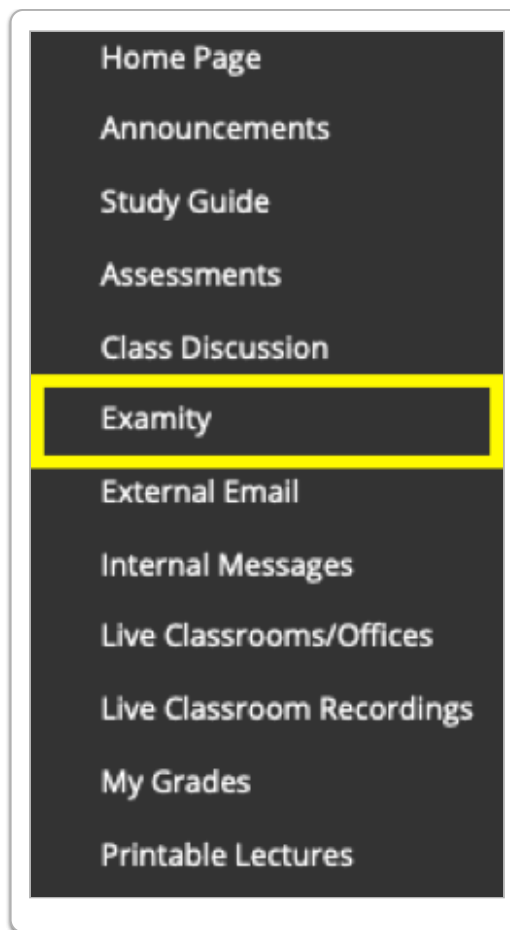 Home Page
Announcements
Study Guide
Assessments
Class Discussion
Examity
External Email
Internal Messages
Live Classrooms/Offices
Live Classroom Recordings
My Grades
Printable Lectures